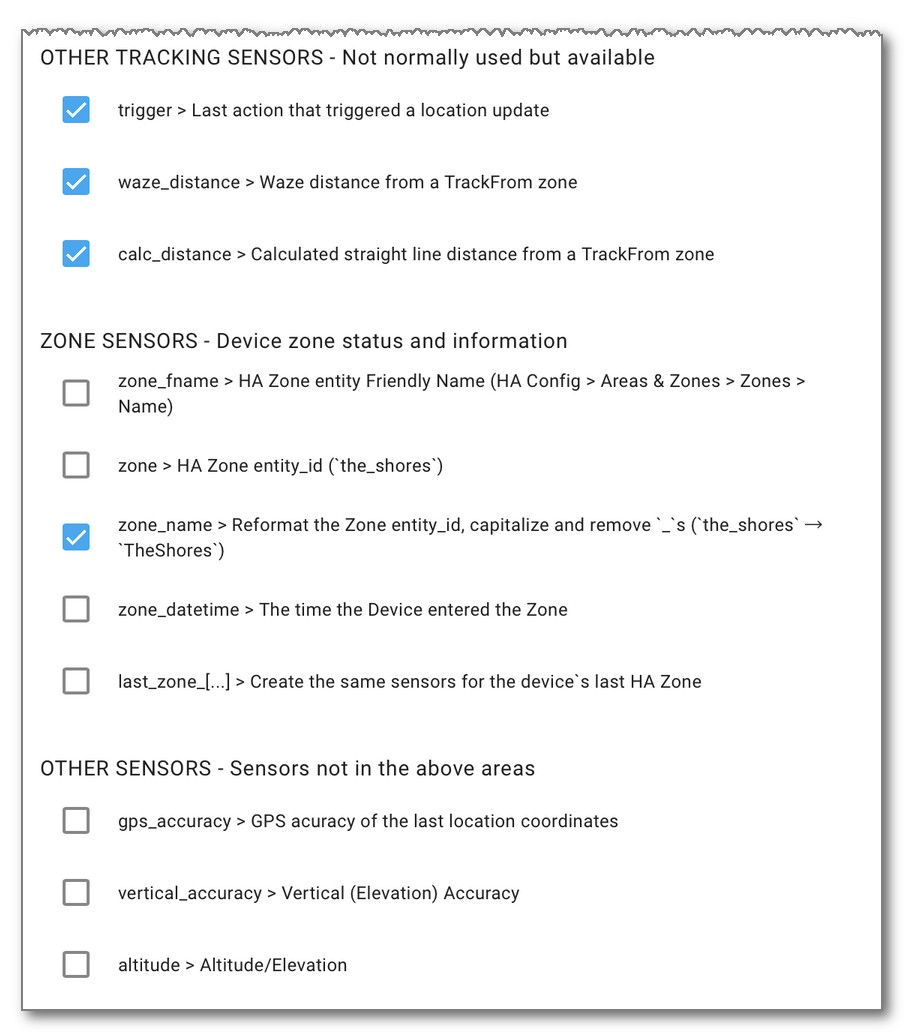 OTHER TRACKING SENSORS - Not normally used but available
trigger > Last action that triggered a location update
waze_distance > Waze distance from a TrackFrom zone
calc_distance > Calculated straight line distance from a TrackFrom zone
ZONE SENSORS - Device zone status and information
zone_fname > HA Zone entity Friendly Name (HA Config > Areas & Zones > Zones >
Name)
zone > HA Zone entity_id (`the_shores`)
zone_name > Reformat the Zone entity_id, capitalize and remove `_`s (`the_shores` →
`TheShores`)
zone_datetime > The time the Device entered the Zone
last_zone_[...] > Create the same sensors for the device`s last HA Zone
OTHER SENSORS - Sensors not in the above areas
gps_accuracy > GPS acuracy of the last location coordinates
vertical_accuracy > Vertical (Elevation) Accuracy
altitude > Altitude/Elevation